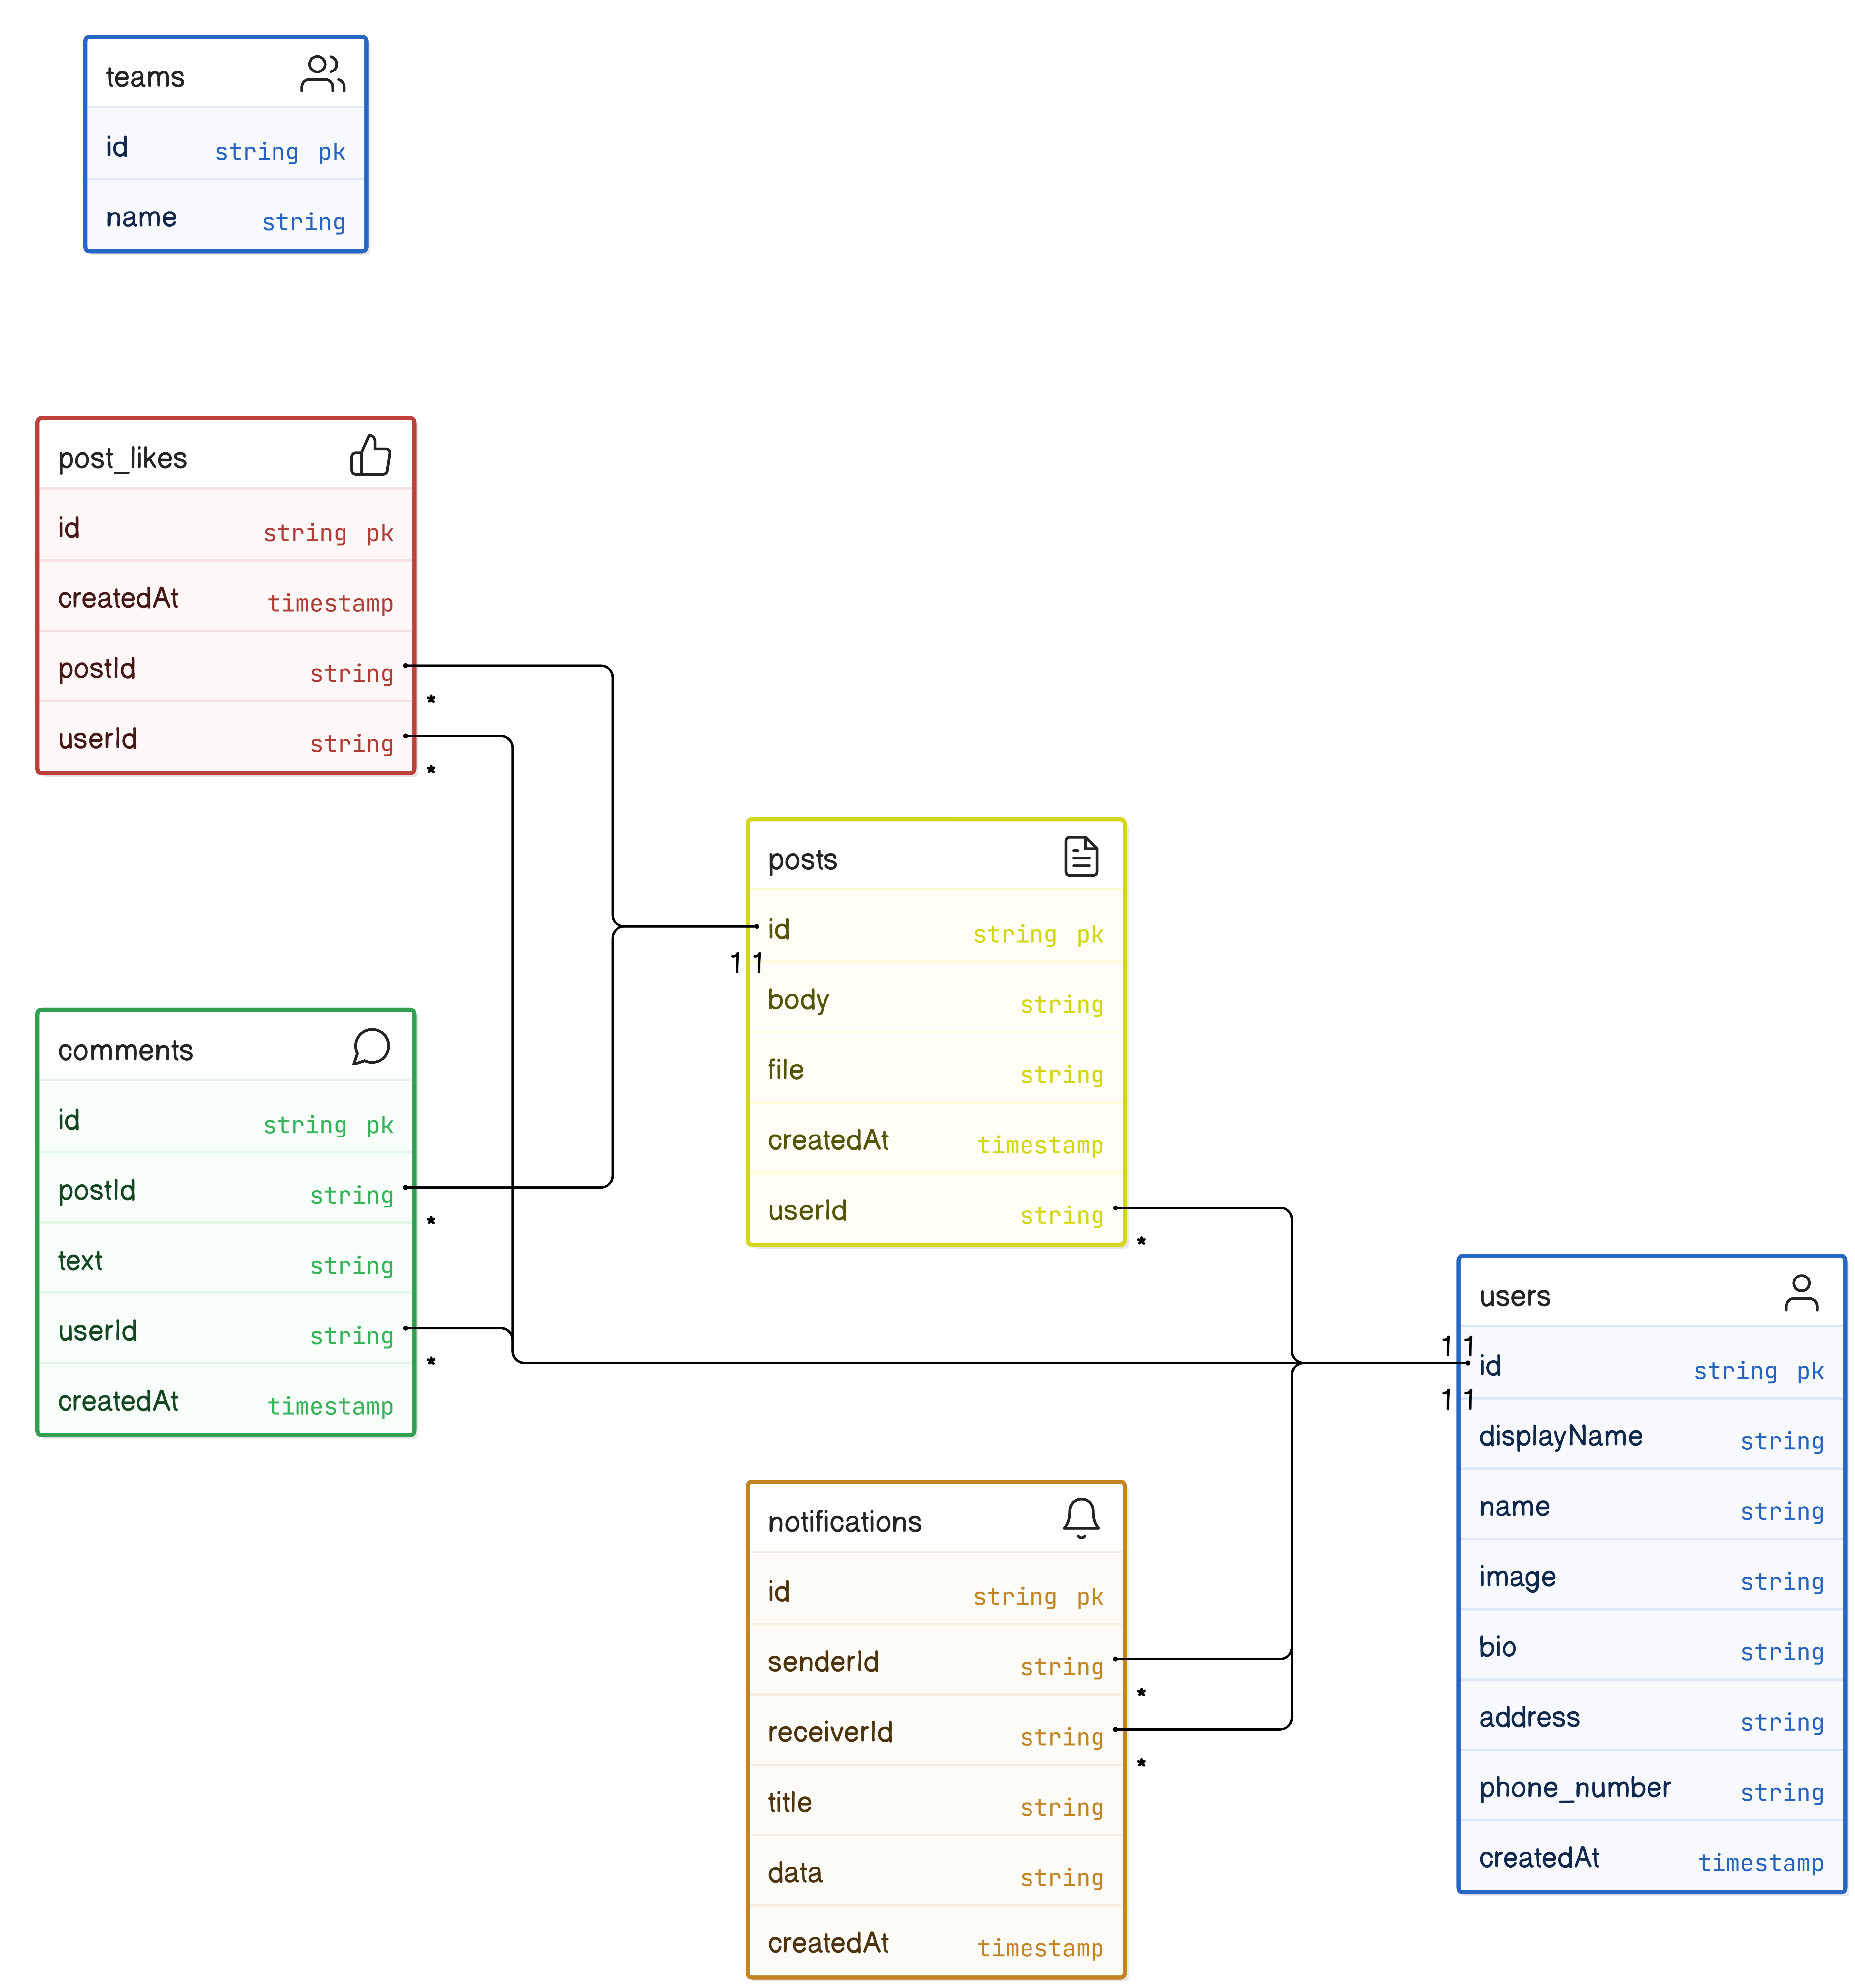 teams
id string pk
name string
post_likes
id string pk
createdAt timestamp
postId string
*
userId string
*
posts
id string pk
1 1
body string
file string
createdAt timestamp
userId string
*
comments
id string pk
postId string
*
text string
userId string
*
createdAt timestamp
users
1 1
id string pk
1 1
displayName string
name string
image string
bio string
address string
phone_number string
createdAt timestamp
notifications
id string pk
senderId string
*
receiverId string
*
title string
data string
createdAt timestamp